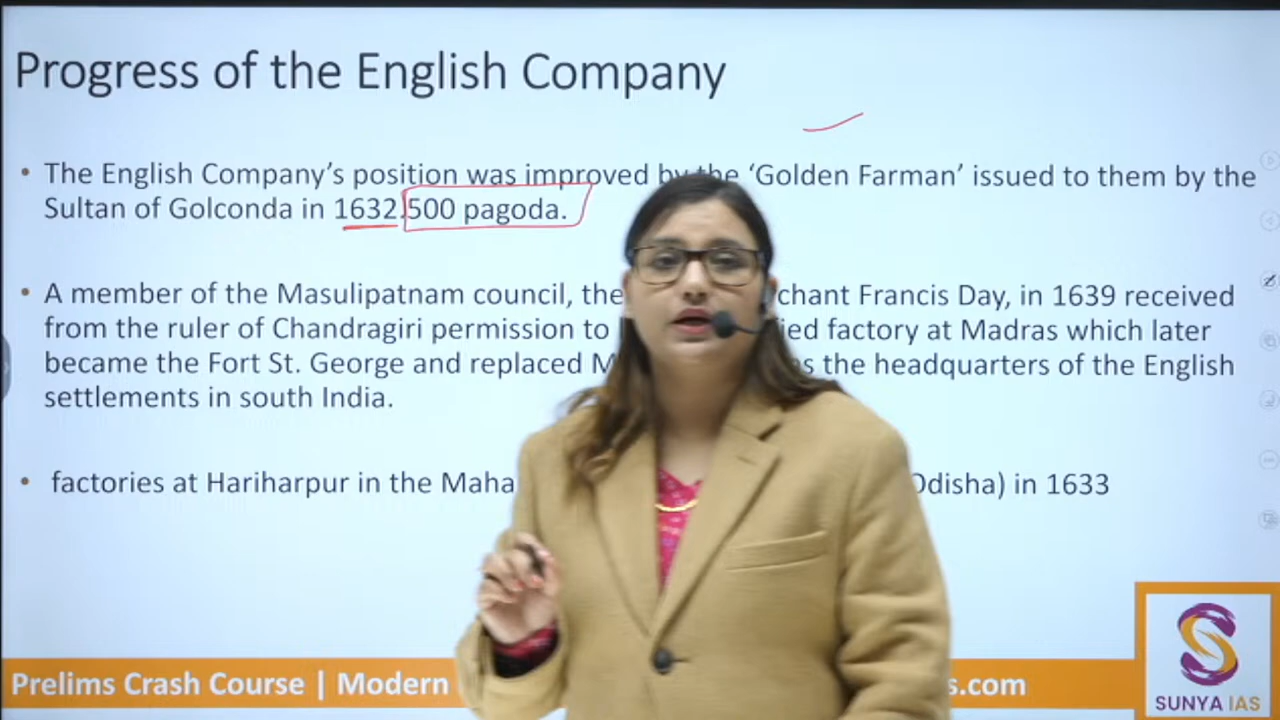 Progress of the English Company
• The English Company's position was improved by the 'Golden Farman' issued to them by the
Sultan of Golconda in 1632.500 pagoda.
• A member of the Masulipatnam council, the chant Francis Day, in 1639 received
from the ruler of Chandragiri permission to ied factory at Madras which later
became the Fort St. George and replaced M s the headquarters of the English
settlements in south India.
• factories at Hariharpur in the Maha Odisha) in 1633
Prelims Crash Course | Modern s.com
SUNYA IAS